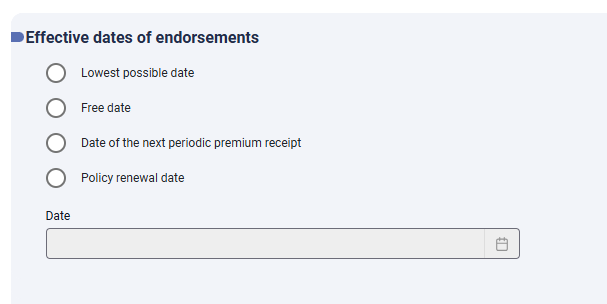 Effective dates of endorsements
Lowest possible date
Free date
Date of the next periodic premium receipt
Policy renewal date
Date